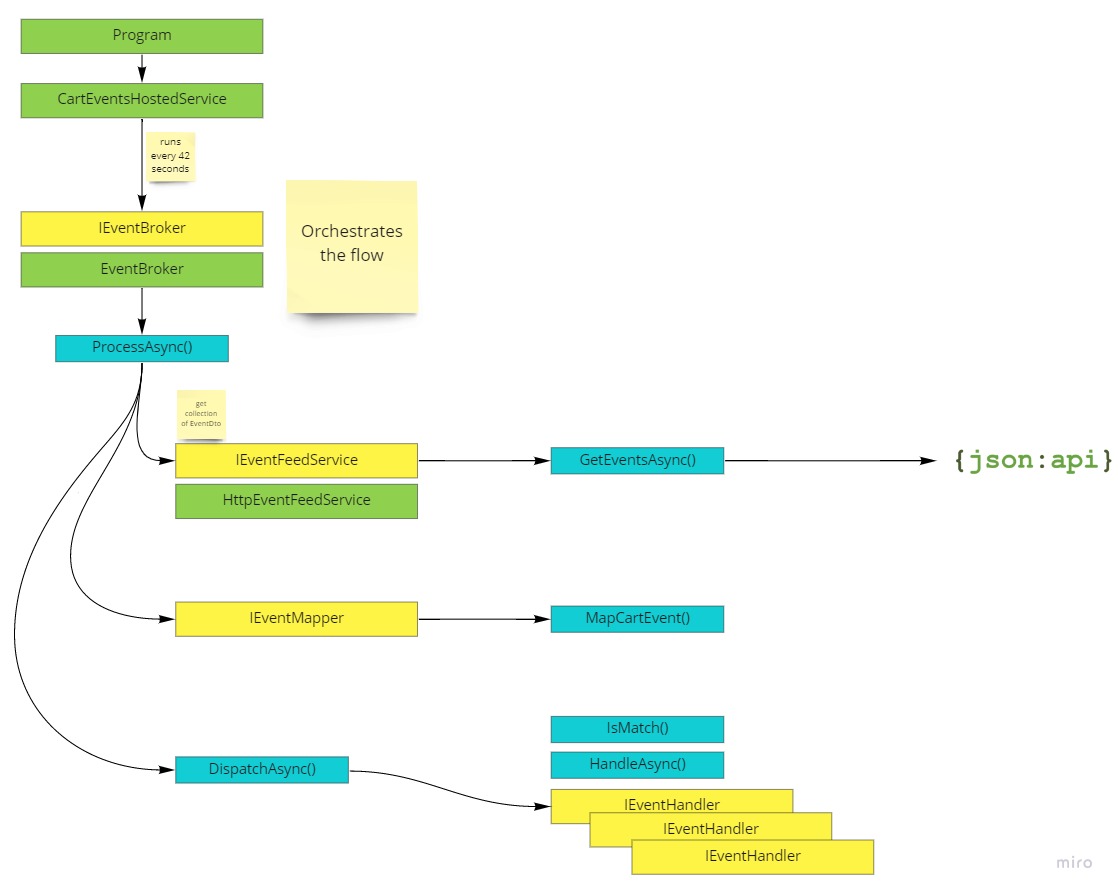 Program
CartEventsHostedService
runs
every 42
seconds
IEventBroker
Orchestrates
the flow
EventBroker
ProcessAsync()
get
collection
of EventDto
IEventFeedService
GetEventsAsync()
{json:api}
HttpEventFeedService
IEventMapper
MapCartEvent()
IsMatch()
HandleAsync()
DispatchAsync()
IEventHandler
IEventHandler
IEventHandler
miro